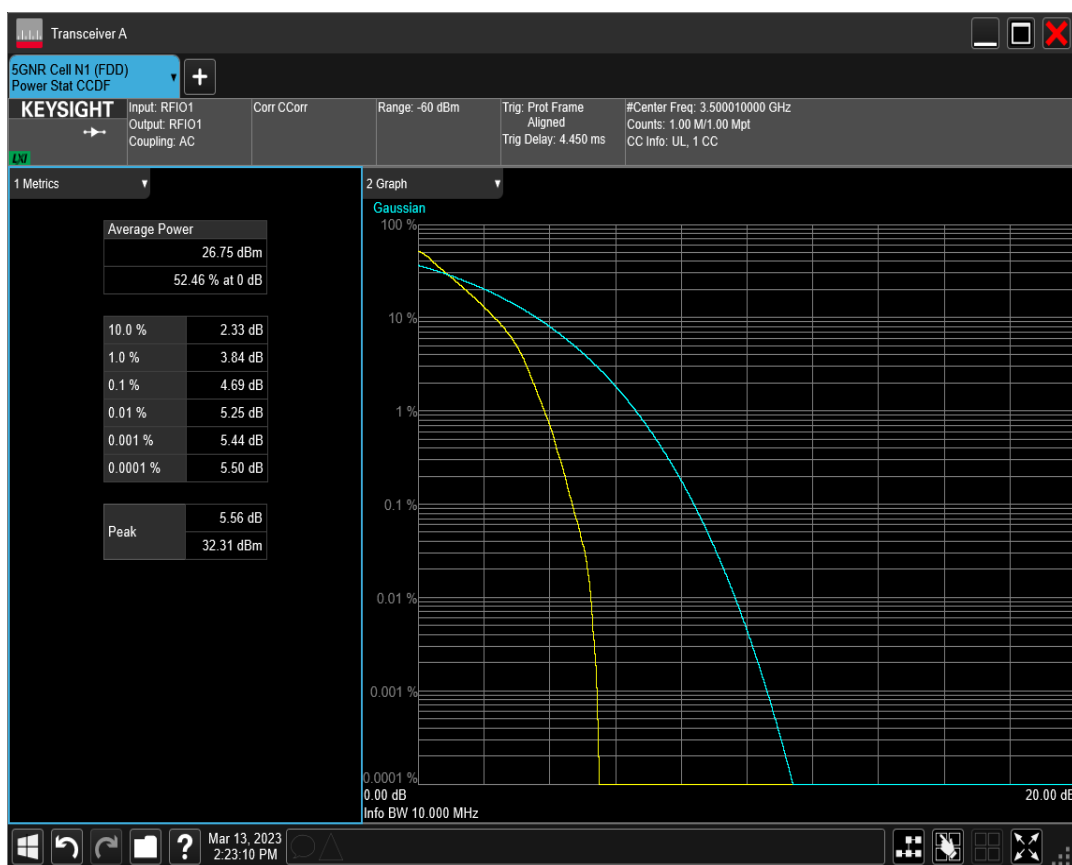 Transceiver A
5GNR Cell N1 (FDD)
Power Stat CCDF
KEYSIGHT
LXI
Input: RFIO1
Output: RFIO1
Coupling: AC
Corr CCorr
Range: -60 dBm
Trig: Prot Frame
Aligned
Trig Delay: 4.450 ms
#Center Freq: 3.500010000 GHz
Counts: 1.00 M/1.00 Mpt
CC Info: UL, 1 CC
1 Metrics
Average Power
26.75 dBm
52.46 % at 0 dB
10.0 % 2.33 dB
1.0 % 3.84 dB
0.1 % 4.69 dB
0.01 % 5.25 dB
0.001 % 5.44 dB
0.0001 % 5.50 dB
Peak 5.56 dB
32.31 dBm
2 Graph
Gaussian
100 %
10 %
1 %
0.1 %
0.01 %
0.001 %
0.0001 %
0.00 dB 20.00 dB
Info BW 10.000 MHz
Mar 13, 2023
2:23:10 PM